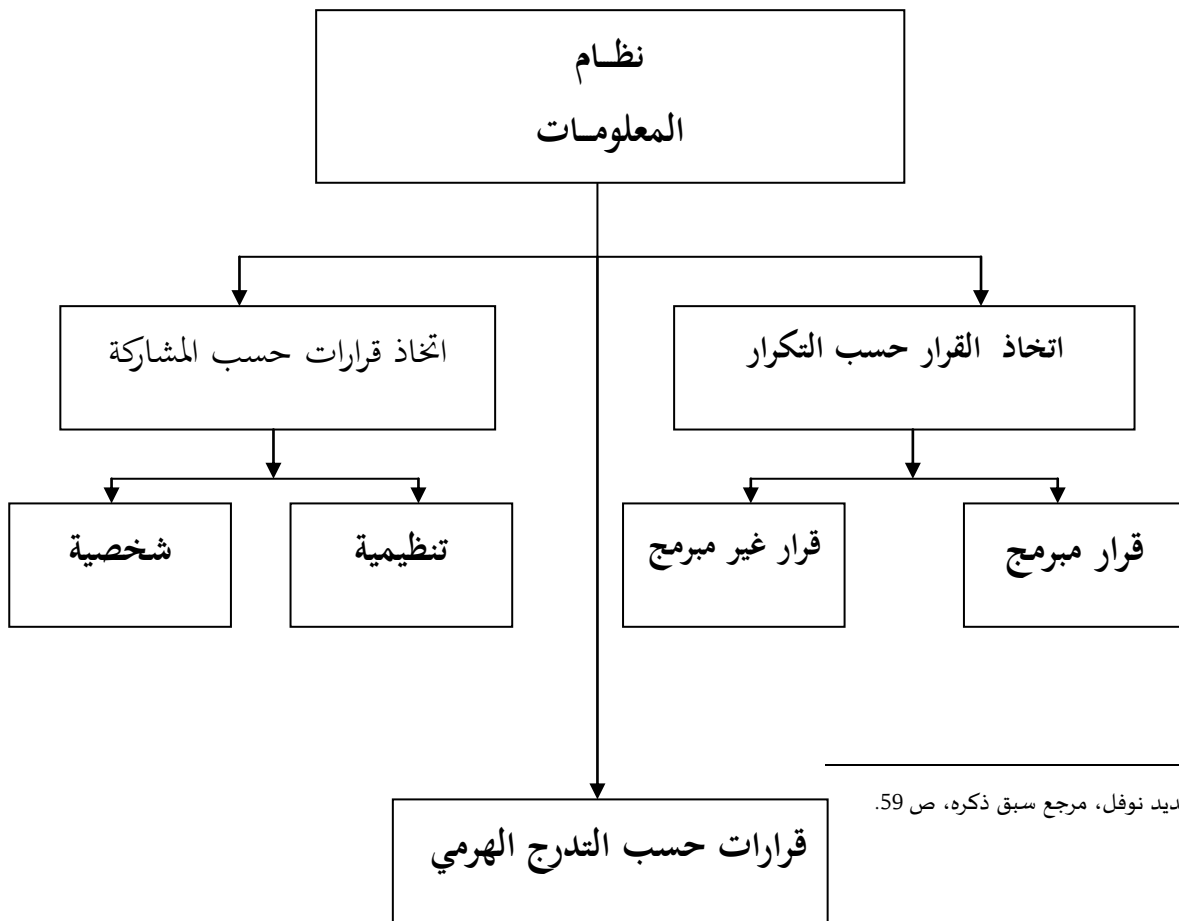 نظـام
المعلومـات
اتخاذ القرار حسب التكرار
اتخاذ قرارات حسب المشاركة
قرار مبرمج
قرار غير مبرمج
تنظيمية
شخصية
نوفل، مرجع سبق ذكره، ص 59.
قرارات حسب التدرج الهرمي